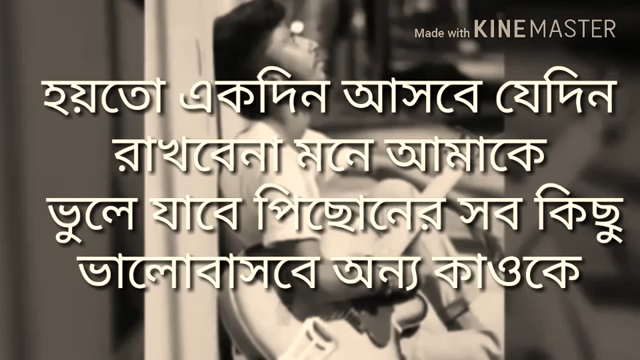 Made with KINEMASTER
হয়তো একদিন আসবে যেদিন
রাখবেনা মনে আমাকে
ভুলে যাবে পিছোনের সব কিছু
ভালোবাসবে অন্য কাওকে